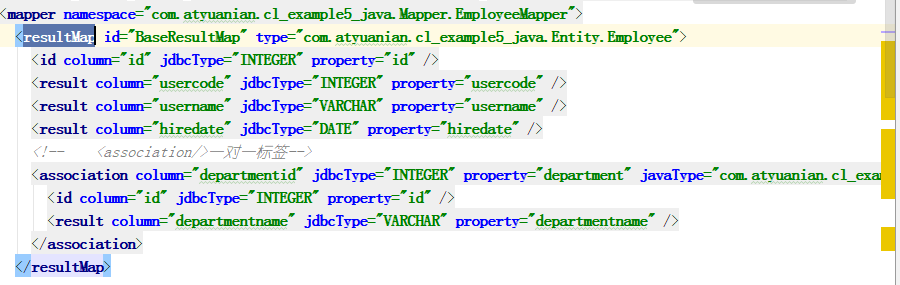 <mapper namespace="com.atyuanian.cl_example5_java.Mapper.EmployeeMapper">
<resultMap id="BaseResultMap" type="com.atyuanian.cl_example5_java.Entity.Employee">
<id column="id" jdbcType="INTEGER" property="id" />
<result column="usercode" jdbcType="INTEGER" property="usercode" />
<result column="username" jdbcType="VARCHAR" property="username" />
<result column="hiredate" jdbcType="DATE" property="hiredate" />
<!-- <association/>一对一标签-->
<association column="departmentid" jdbcType="INTEGER" property="department" javaType="com.atyuanian.cl_exa
<id column="id" jdbcType="INTEGER" property="id" />
<result column="departmentname" jdbcType="VARCHAR" property="departmentname" />
</association>
</resultMap>